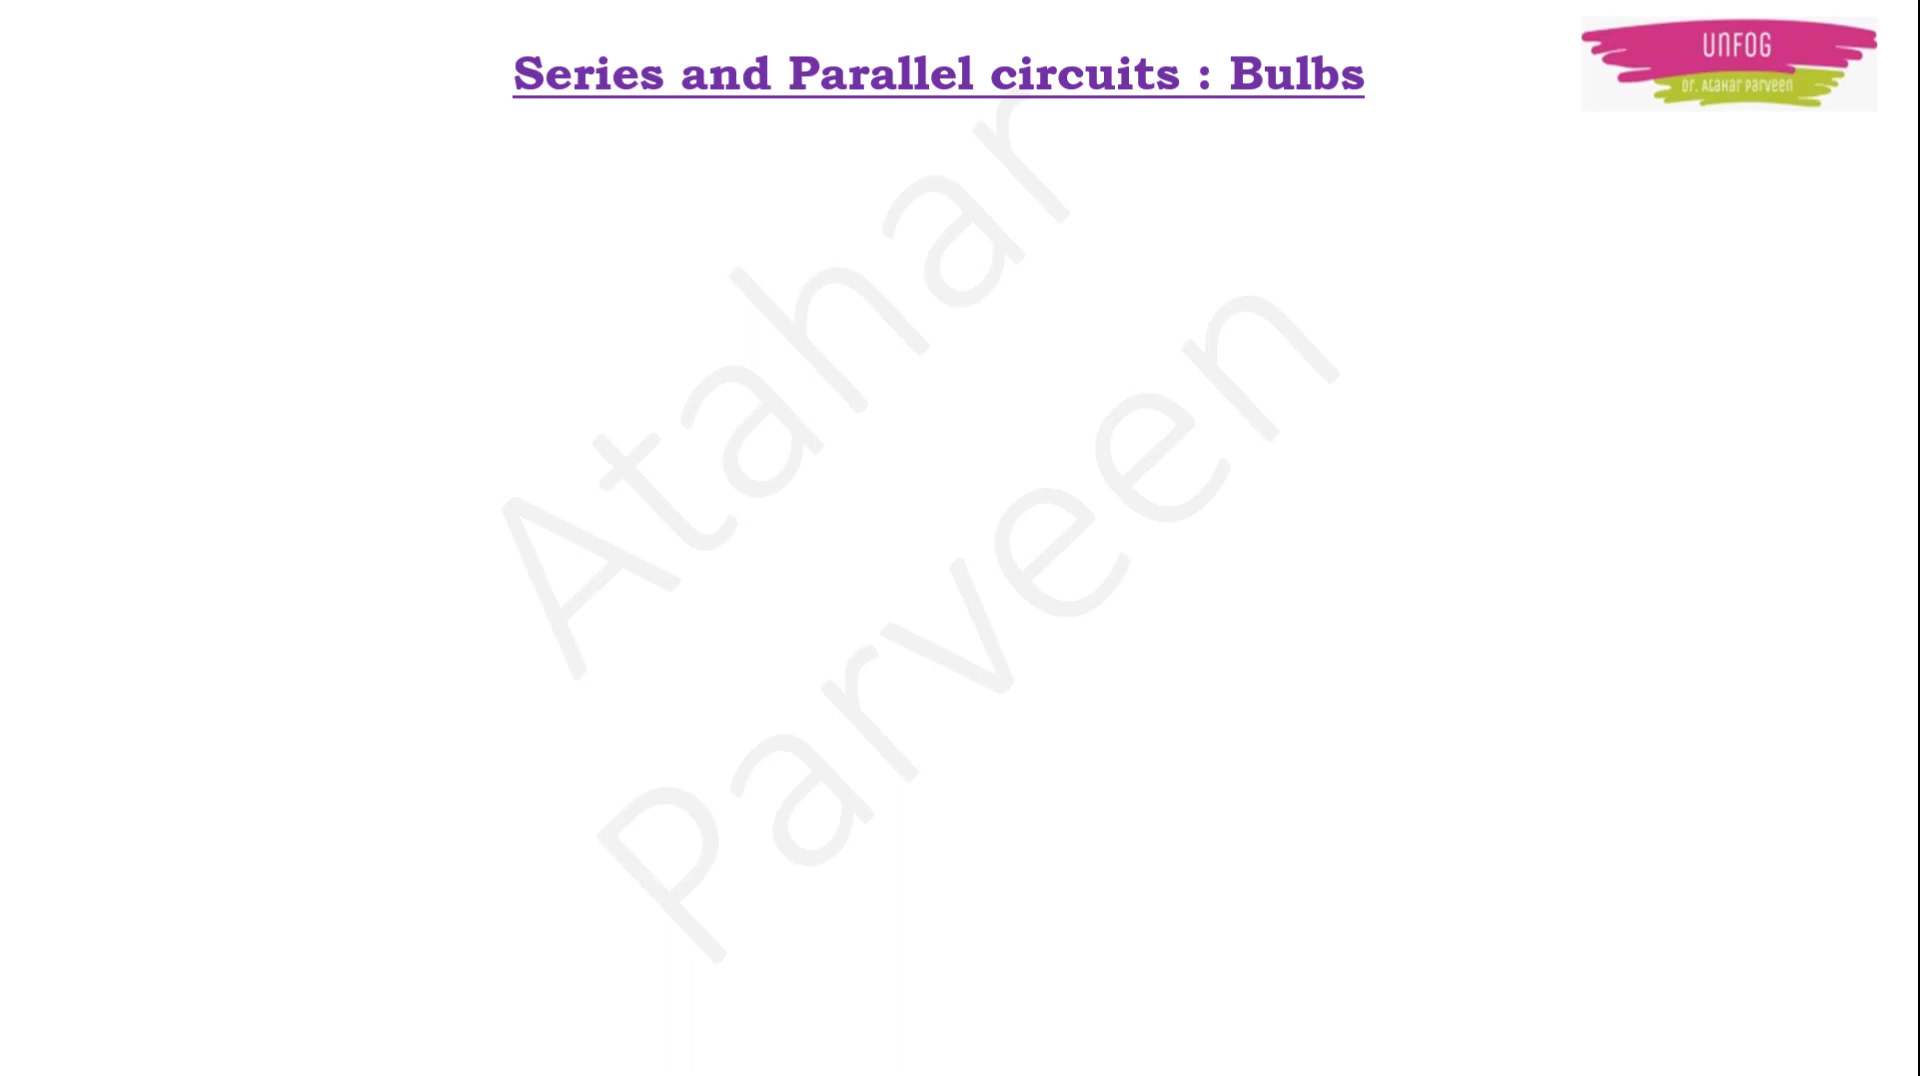 Series and Parallel circuits : Bulbs
UNFOG
Dr. Atahar Parveen
Atahar
Parveen